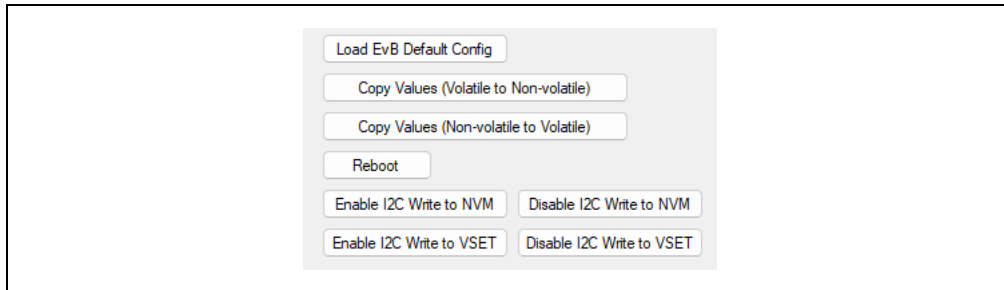 Load EvB Default Config
Copy Values (Volatile to Non-volatile)
Copy Values (Non-volatile to Volatile)
Reboot
Enable I2C Write to NVM Disable I2C Write to NVM
Enable I2C Write to VSET Disable I2C Write to VSET